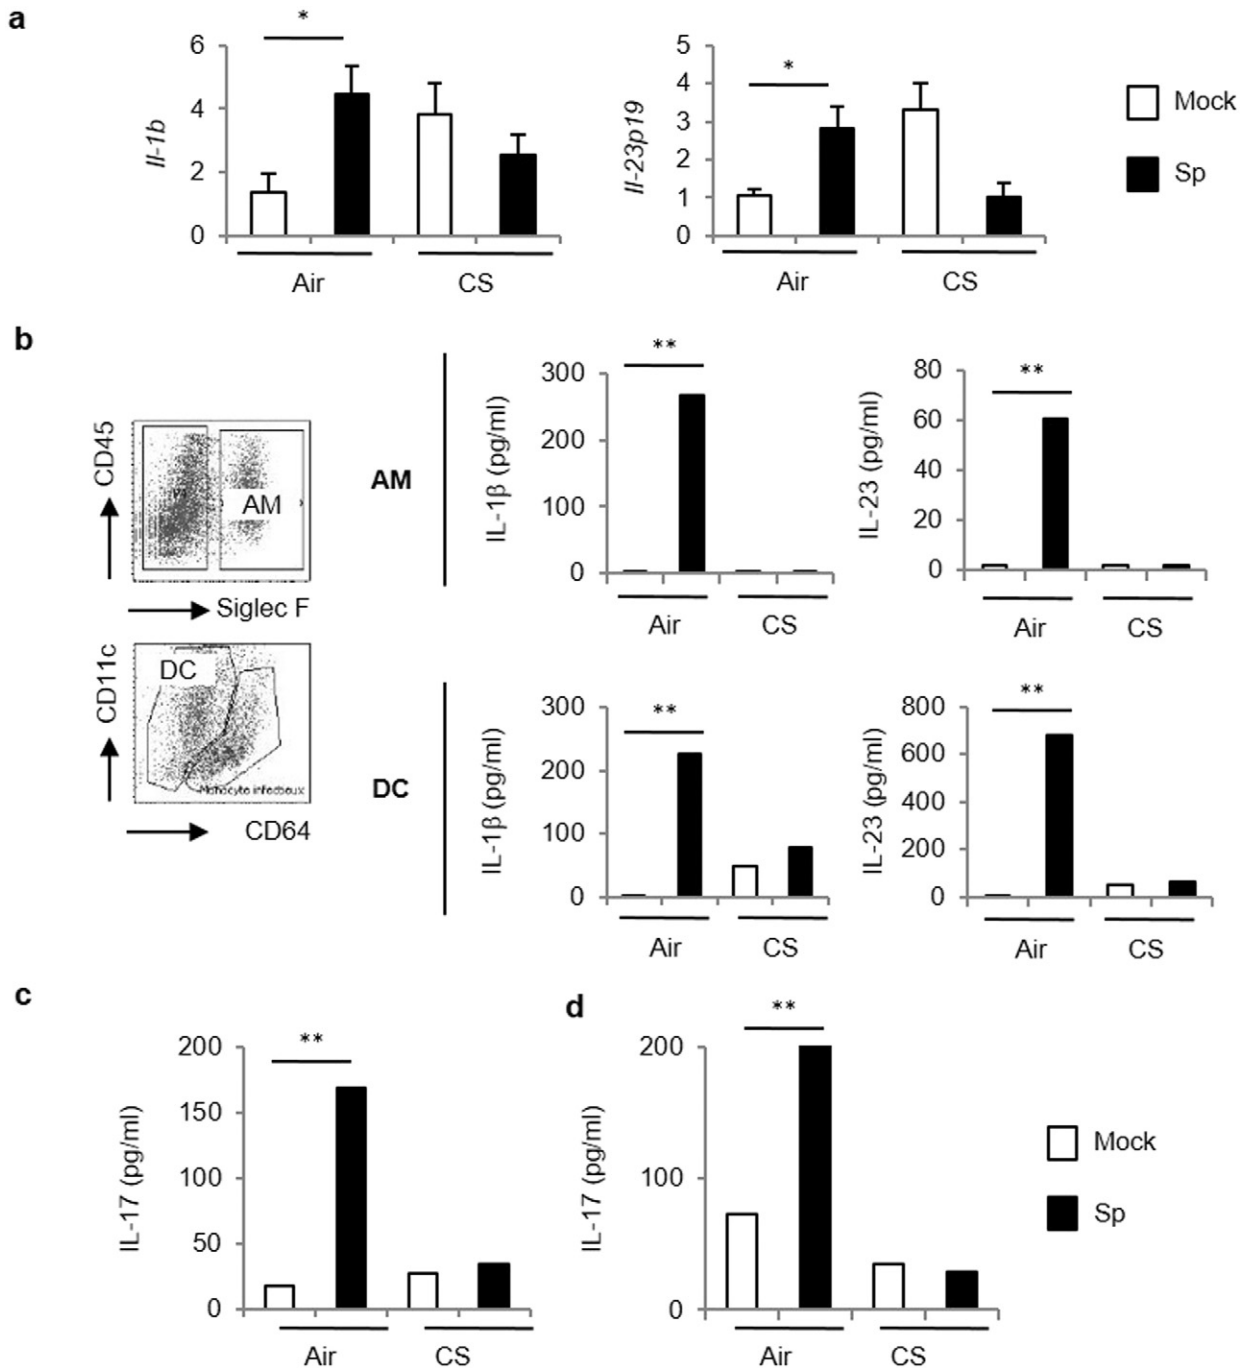 a
*
6
4
2
0
Il-1b
Air
CS
*
5
4
3
2
1
0
Il-23p19
Air
CS
Mock
Sp
b
CD45
AM
Siglec F
CD11c
DC
CD64
AM
**
300
200
100
0
IL-1β (pg/ml)
Air
CS
**
80
60
40
20
0
IL-23 (pg/ml)
Air
CS
DC
**
300
200
100
0
IL-1β (pg/ml)
Air
CS
**
800
600
400
200
0
IL-23 (pg/ml)
Air
CS
c
**
200
150
100
50
0
IL-17 (pg/ml)
Air
CS
d
**
200
100
0
IL-17 (pg/ml)
Air
CS
Mock
Sp